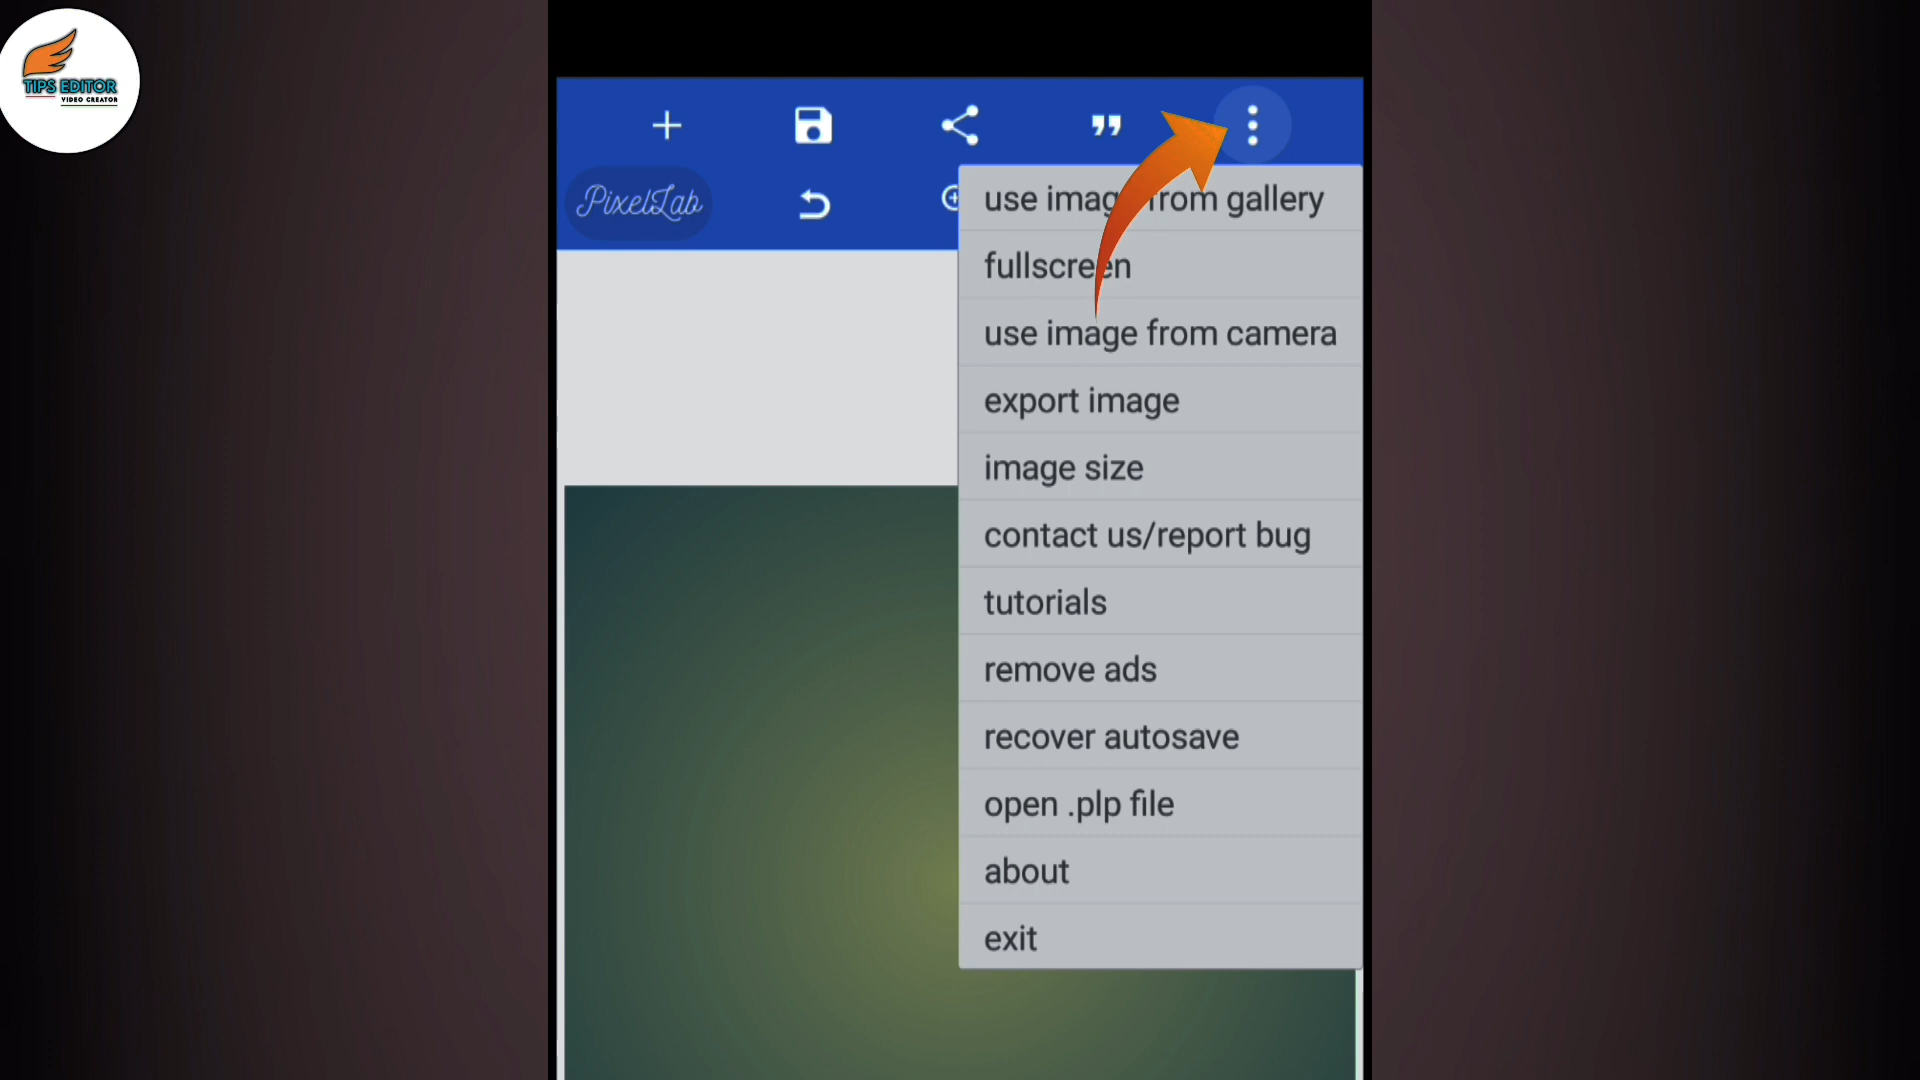 TIPS EDITOR
VIDEO CREATOR
PixelLab
use image from gallery
fullscreen
use image from camera
export image
image size
contact us/report bug
tutorials
remove ads
recover autosave
open .plp file
about
exit